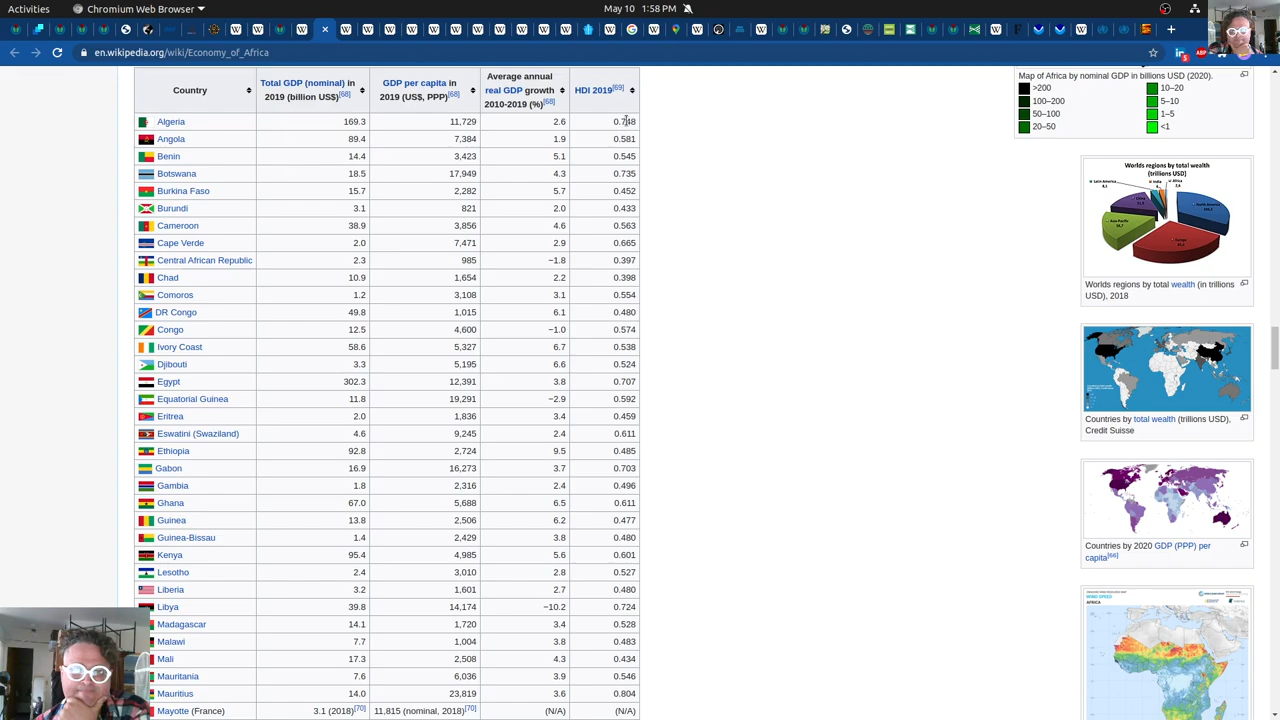 Activities
Chromium Web Browser
May 10 1:58 PM
en.wikipedia.org/wiki/Economy_of_Africa
Country
Total GDP (nominal) in 2019 (billion US$)[68]
GDP per capita in 2019 (US$, PPP)[68]
Average annual real GDP growth 2010-2019 (%)[68]
HDI 2019[69]
Algeria 169.3 11,729 2.6 0.748
Angola 89.4 7,384 1.9 0.581
Benin 14.4 3,423 5.1 0.545
Botswana 18.5 17,949 4.3 0.735
Burkina Faso 15.7 2,282 5.7 0.452
Burundi 3.1 821 2.0 0.433
Cameroon 38.9 3,856 4.6 0.563
Cape Verde 2.0 7,471 2.9 0.665
Central African Republic 2.3 985 −1.8 0.397
Chad 10.9 1,654 2.2 0.398
Comoros 1.2 3,108 3.1 0.554
DR Congo 49.8 1,015 6.1 0.480
Congo 12.5 4,600 −1.0 0.574
Ivory Coast 58.6 5,327 6.7 0.538
Djibouti 3.3 5,195 6.6 0.524
Egypt 302.3 12,391 3.8 0.707
Equatorial Guinea 11.8 19,291 −2.9 0.592
Eritrea 2.0 1,836 3.4 0.459
Eswatini (Swaziland) 4.6 9,245 2.4 0.611
Ethiopia 92.8 2,724 9.5 0.485
Gabon 16.9 16,273 3.7 0.703
Gambia 1.8 2,316 2.4 0.496
Ghana 67.0 5,688 6.5 0.611
Guinea 13.8 2,506 6.2 0.477
Guinea-Bissau 1.4 2,429 3.8 0.480
Kenya 95.4 4,985 5.6 0.601
Lesotho 2.4 3,010 2.8 0.527
Liberia 3.2 1,601 2.7 0.480
Libya 39.8 14,174 −10.2 0.724
Madagascar 14.1 1,720 3.4 0.528
Malawi 7.7 1,004 3.8 0.483
Mali 17.3 2,508 4.3 0.434
Mauritania 7.6 6,036 3.9 0.546
Mauritius 14.0 23,819 3.6 0.804
Mayotte (France) 3.1 (2018)[70] 11,815 (nominal, 2018)[70] (N/A) (N/A)
Map of Africa by nominal GDP in billions USD (2020).
>200 10–20
100–200 5–10
50–100 1–5
20–50 <1
Worlds regions by total wealth
(trillions USD)
Worlds regions by total wealth (in trillions
USD), 2018
Countries by total wealth (trillions USD),
Credit Suisse
Countries by 2020 GDP (PPP) per
capita[66]
WIND SPEED
AFRICA